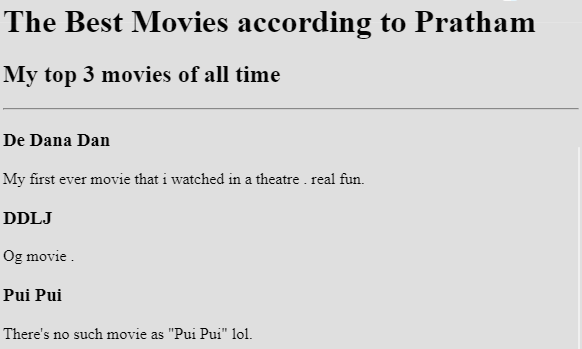 The Best Movies according to Pratham
My top 3 movies of all time
De Dana Dan
My first ever movie that i watched in a theatre . real fun.
DDLJ
Og movie .
Pui Pui
There's no such movie as "Pui Pui" lol.